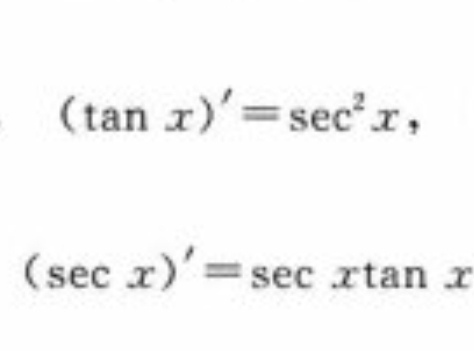 (tan x)′=sec²x,
(sec x)′=sec xtan x